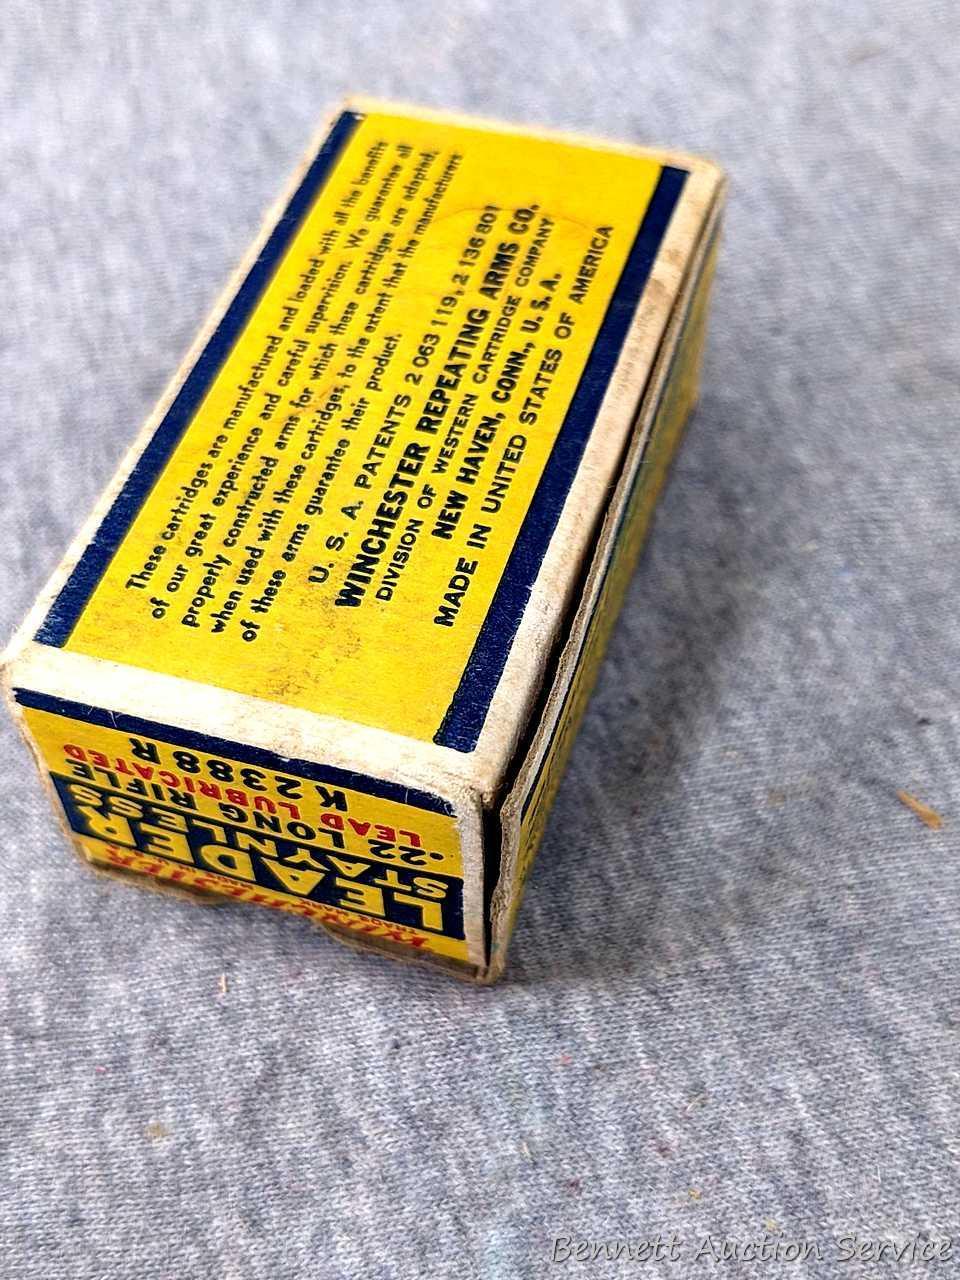 These cartridges are manufactured and loaded with all the benefits
of our great experience and careful supervision. We guarantee all
properly constructed arms for which these cartridges are adapted,
when used with these cartridges, to the extent that the manufacturers
of these arms guarantee their product.
U. S. A. PATENTS 2 063 119, 2 136 801
WINCHESTER REPEATING ARMS CO.
DIVISION OF WESTERN CARTRIDGE COMPANY
NEW HAVEN, CONN., U. S. A.
MADE IN UNITED STATES OF AMERICA
WINCHESTER
TRADE MARK
LEADER
STAYNLESS
.22 LONG RIFLE
LEAD LUBRICATED
K 2388 R
Bennett Auction Service